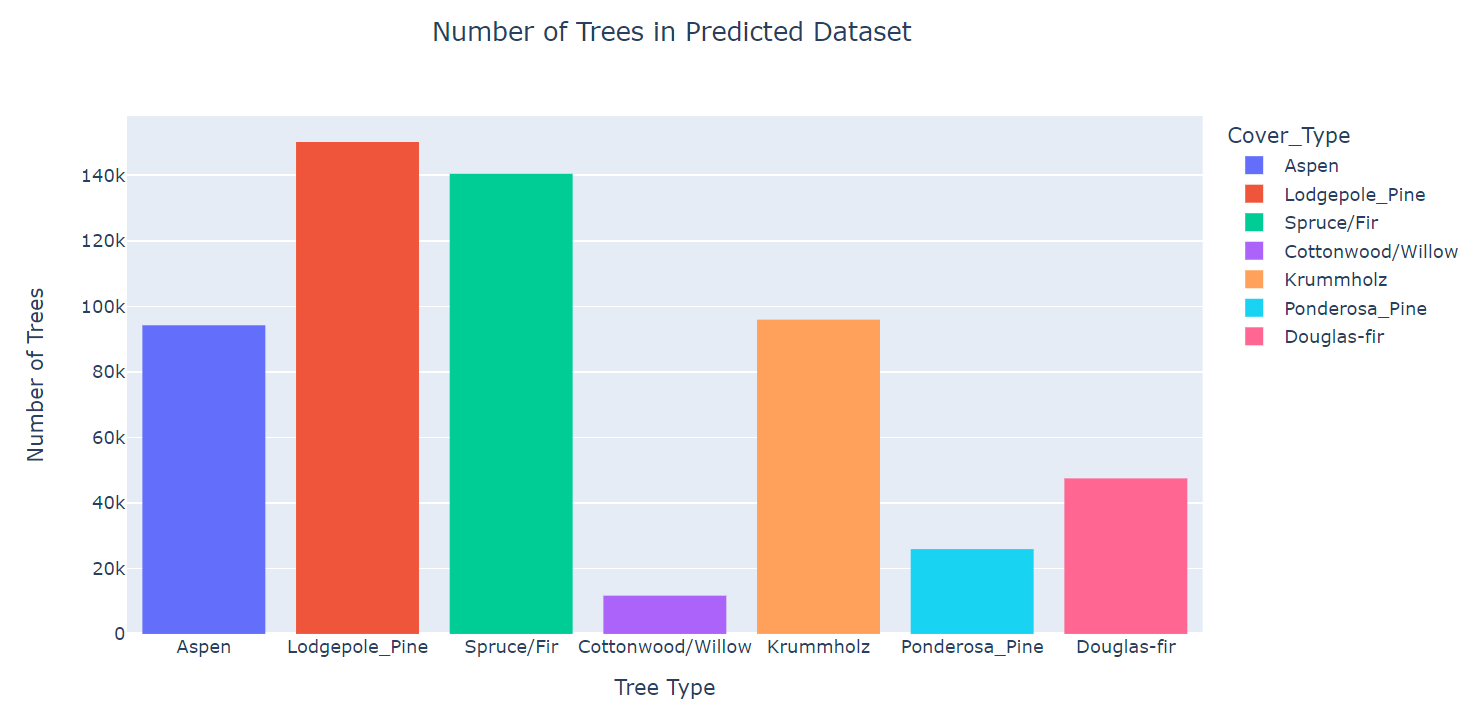 Number of Trees in Predicted Dataset
Number of Trees
140k
120k
100k
80k
60k
40k
20k
0
Aspen Lodgepole_Pine Spruce/Fir Cottonwood/Willow Krummholz Ponderosa_Pine Douglas-fir
Tree Type
Cover_Type
Aspen
Lodgepole_Pine
Spruce/Fir
Cottonwood/Willow
Krummholz
Ponderosa_Pine
Douglas-fir